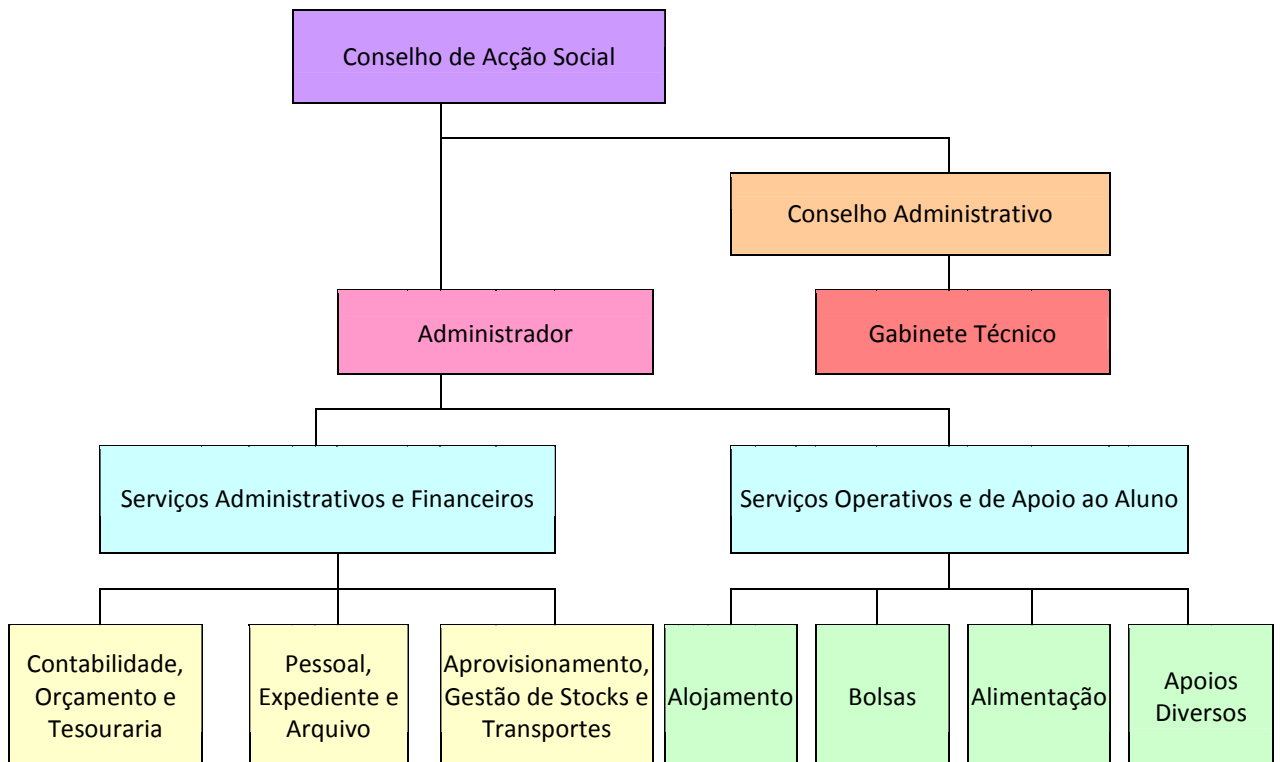 Conselho de Acção Social
Conselho Administrativo
Administrador
Gabinete Técnico
Serviços Administrativos e Financeiros
Serviços Operativos e de Apoio ao Aluno
Contabilidade,
Orçamento e
Tesouraria
Pessoal,
Expediente e
Arquivo
Aprovisionamento,
Gestão de Stocks e
Transportes
Alojamento
Bolsas
Alimentação
Apoios
Diversos